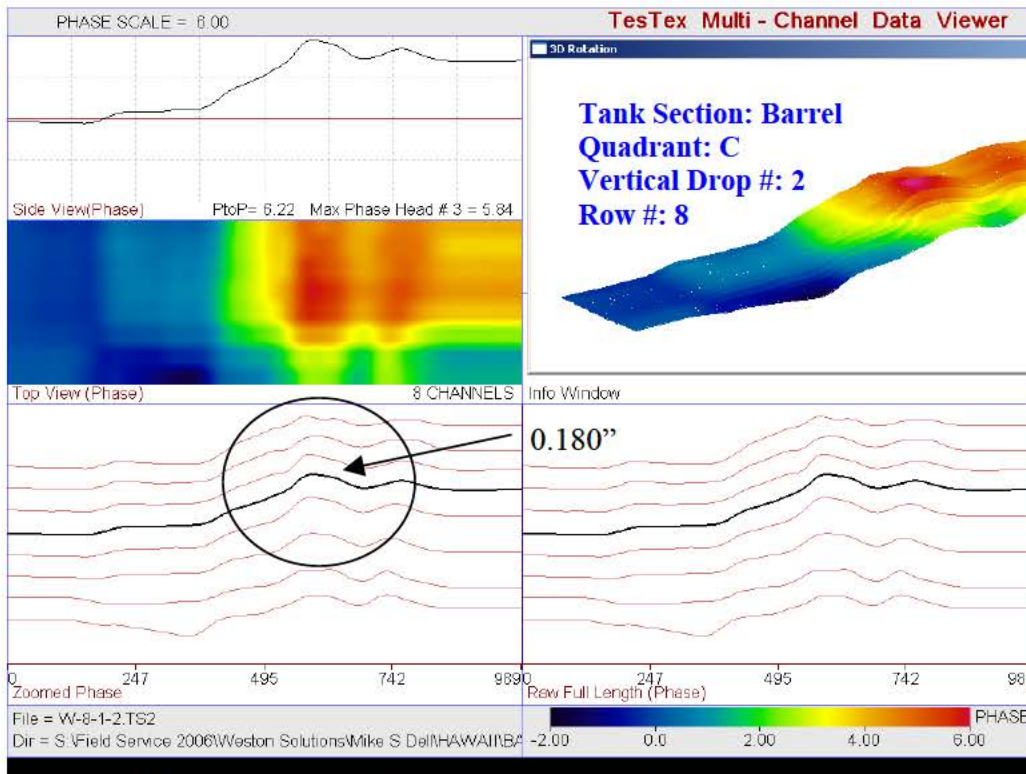 PHASE SCALE = 6.00
TesTex Multi - Channel Data Viewer
3D Rotation
Tank Section: Barrel
Quadrant: C
Vertical Drop #: 2
Row #: 8
Side View(Phase) PtoP= 6.22 Max Phase Head # 3 = 5.84
Top View (Phase) 8 CHANNELS
Info Window
0.180”
0 247 495 742 989
Zoomed Phase
0 247 495 742 98
Raw Full Length (Phase)
File = W-8-1-2.TS2
Dir = S:\Field Service 2006\Weston Solutions\Mike S Dell\HAWAII\BA
PHASE
-2.00 0.0 2.00 4.00 6.00